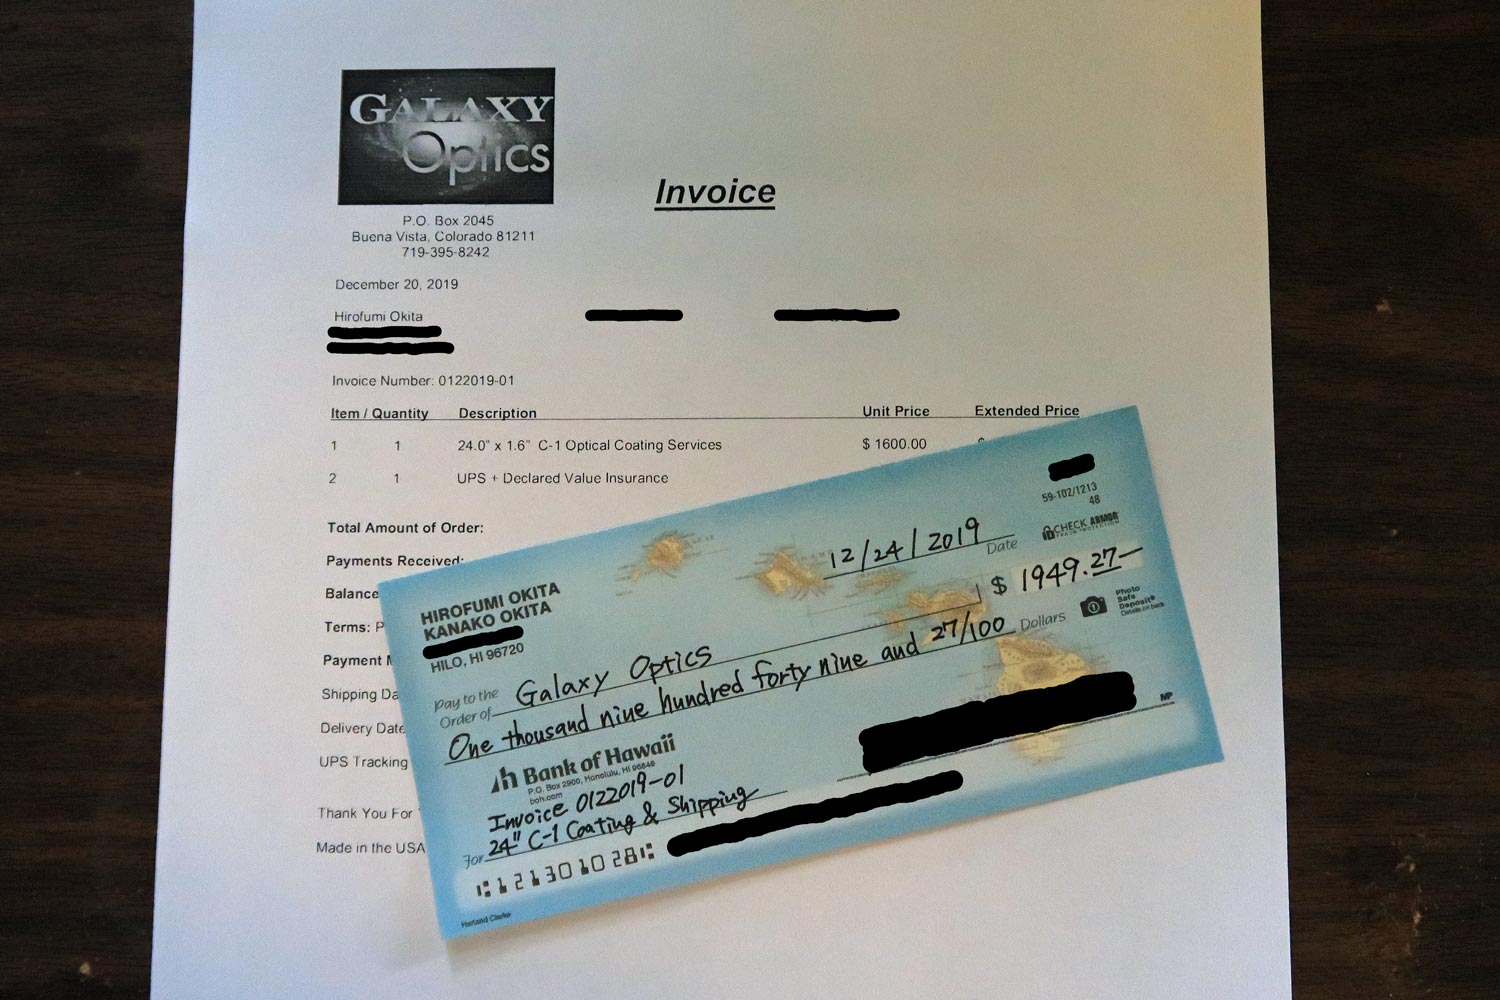 GALAXY
Optics
Invoice
P.O. Box 2045
Buena Vista, Colorado 81211
719-395-8242
December 20, 2019
Hirofumi Okita
Invoice Number: 0122019-01
Item / Quantity Description Unit Price Extended Price
1 1 24.0" x 1.6" C-1 Optical Coating Services $ 1600.00
2 1 UPS + Declared Value Insurance
Total Amount of Order:
Payments Received:
Balance
Terms: P
Payment M
Shipping Da
Delivery Date
UPS Tracking
Thank You For
Made in the USA
59-102/1213
48
CHECK ARMOR
12/24/2019 Date
HIROFUMI OKITA
KANAKO OKITA
HILO, HI 96720
$ 1949.27
Photo
Safe
Deposit®
Details on back
Pay to the
Order of Galaxy Optics
One thousand nine hundred forty nine and 27/100 Dollars
Bank of Hawaii
P.O. Box 2900, Honolulu, HI 96846
boh.com
MP
Invoice 0122019-01
For 24" C-1 Coating & Shipping
⑆121301028⑆
Harland Clarke